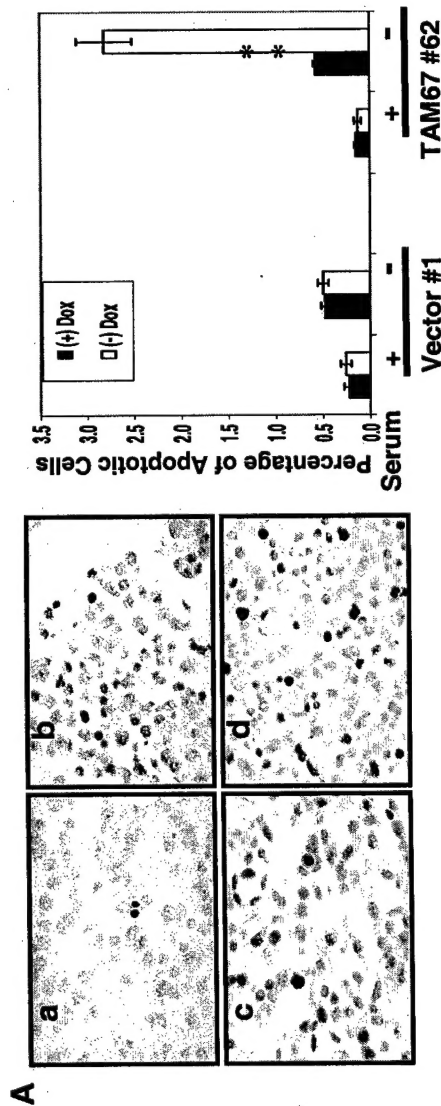 A
a
b
c
d
Percentage of Apoptotic Cells
3.5
3.0
2.5
2.0
1.5
1.0
0.5
0.0
(+) Dox
(-) Dox
* *
Serum + - + -
Vector #1 TAM67 #62